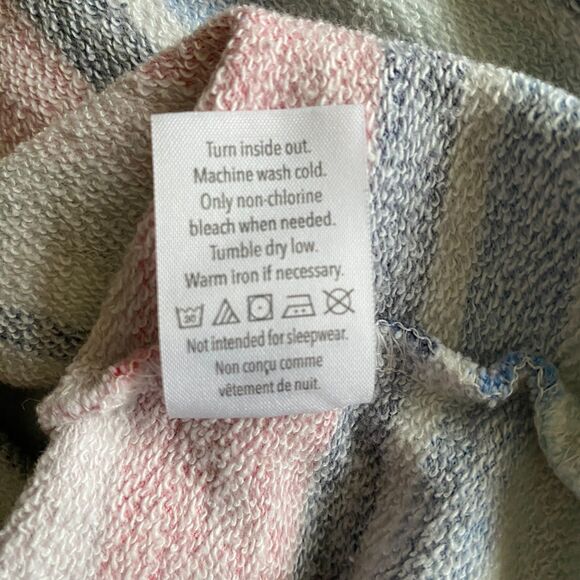 Turn inside out.
Machine wash cold.
Only non-chlorine
bleach when needed.
Tumble dry low.
Warm iron if necessary.
30
Not intended for sleepwear.
Non conçu comme
vêtement de nuit.